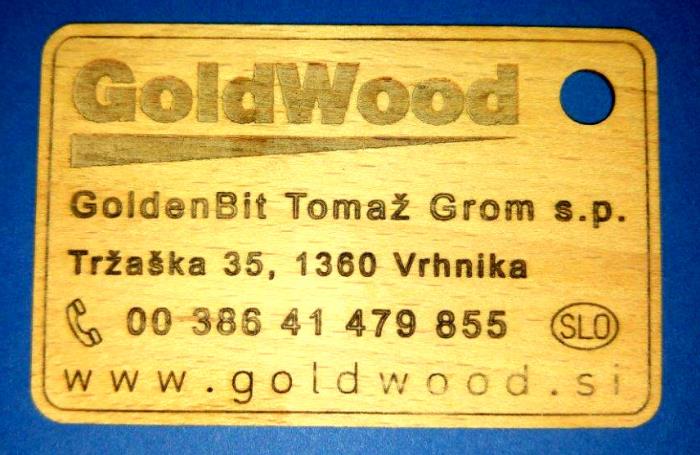 GoldWood
GoldenBit Tomaž Grom s.p.
Tržaška 35, 1360 Vrhnika
00 386 41 479 855 SLO
www.goldwood.si